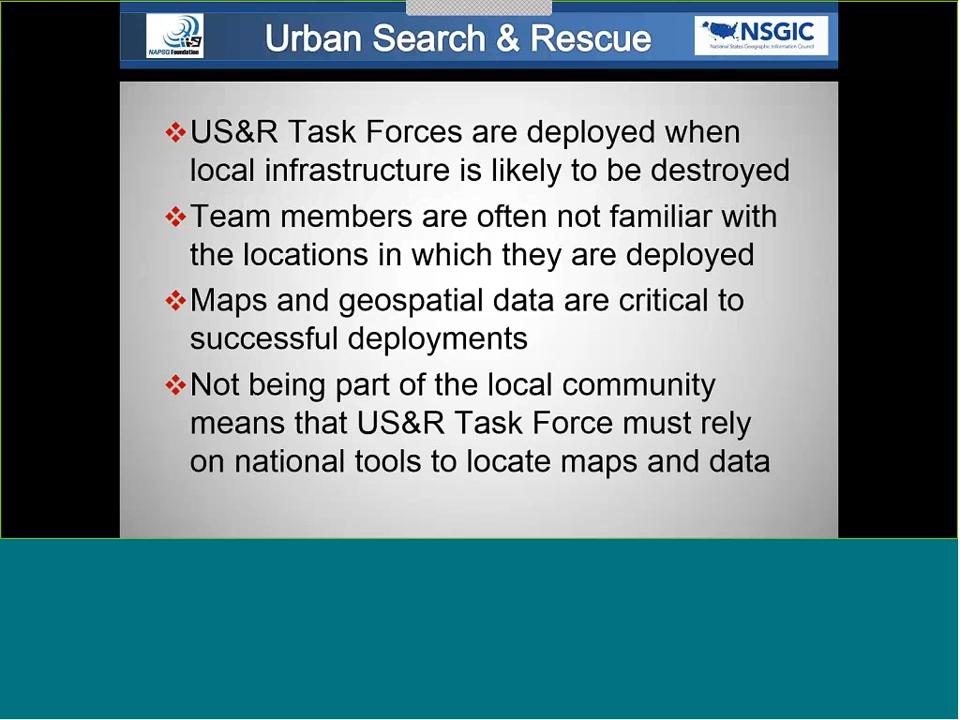 Urban Search & Rescue
NAPSG Foundation
NSGIC
National States Geographic Information Council
❖US&R Task Forces are deployed when
local infrastructure is likely to be destroyed
❖Team members are often not familiar with
the locations in which they are deployed
❖Maps and geospatial data are critical to
successful deployments
❖Not being part of the local community
means that US&R Task Force must rely
on national tools to locate maps and data